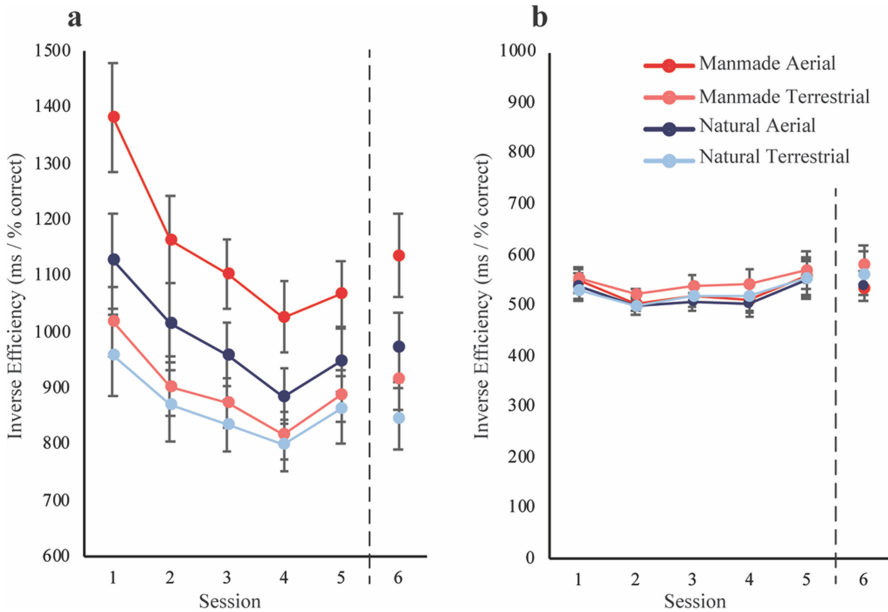 a
Inverse Efficiency (ms / % correct)
1500
1400
1300
1200
1100
1000
900
800
700
600
1 2 3 4 5 6
Session
b
Inverse Efficiency (ms / % correct)
1000
900
800
700
600
500
400
300
200
100
0
Manmade Aerial
Manmade Terrestrial
Natural Aerial
Natural Terrestrial
1 2 3 4 5 6
Session